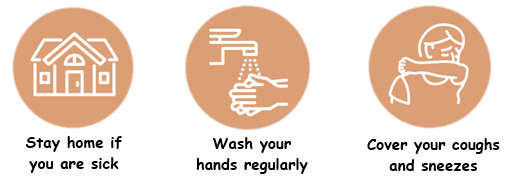 Stay home if
you are sick
Wash your
hands regularly
Cover your coughs
and sneezes